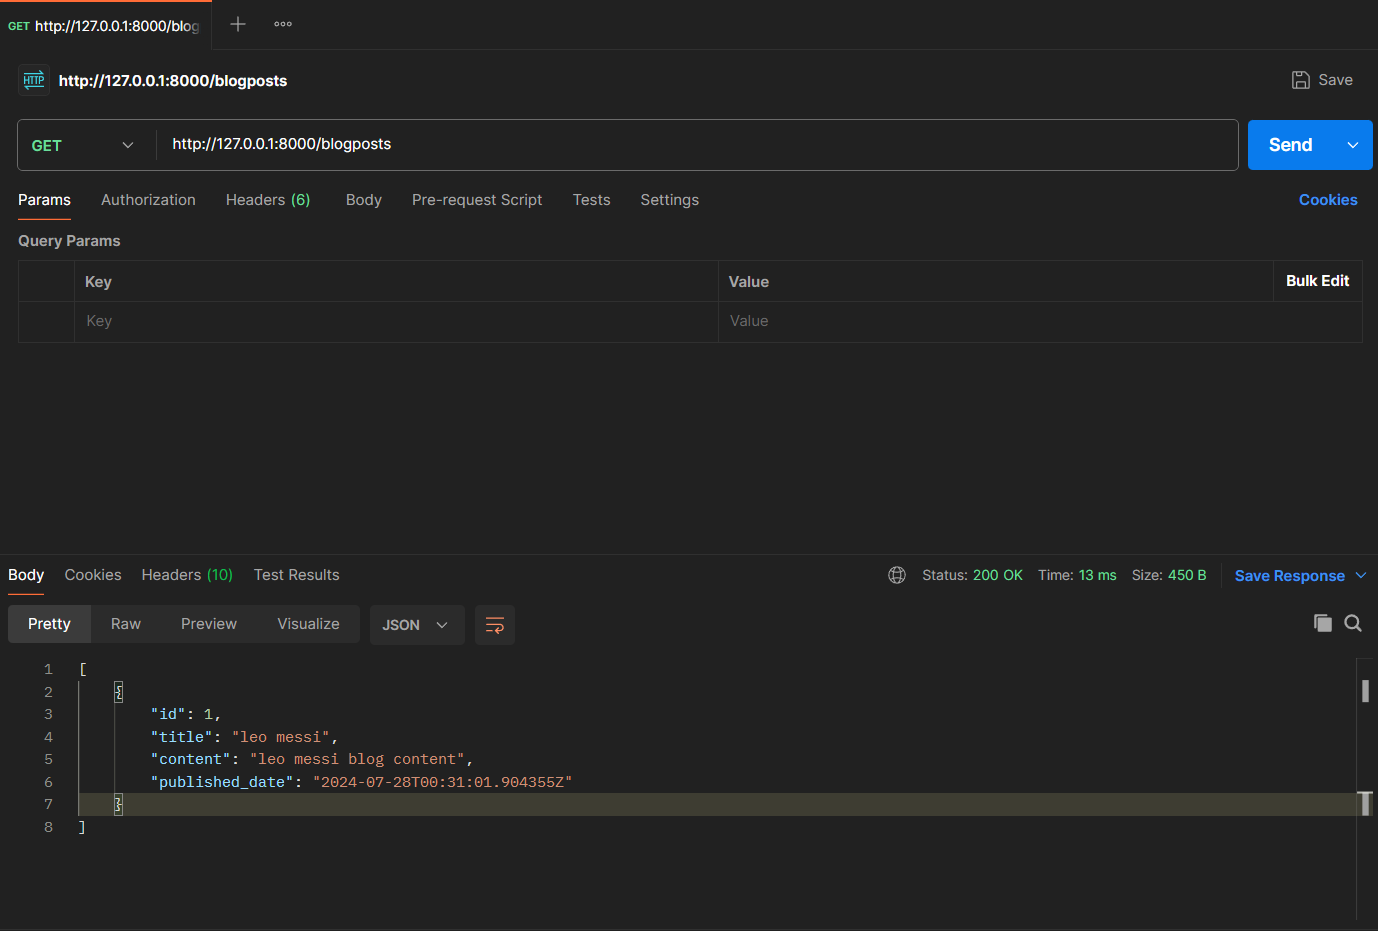 GET http://127.0.0.1:8000/blog
HTTP http://127.0.0.1:8000/blogposts Save
GET http://127.0.0.1:8000/blogposts Send
Params Authorization Headers (6) Body Pre-request Script Tests Settings Cookies
Query Params
Key Value Bulk Edit
Key Value
Body Cookies Headers (10) Test Results Status: 200 OK Time: 13 ms Size: 450 B Save Response
Pretty Raw Preview Visualize JSON
1 [
2 {
3 "id": 1,
4 "title": "leo messi",
5 "content": "leo messi blog content",
6 "published_date": "2024-07-28T00:31:01.904355Z"
7 }
8 ]